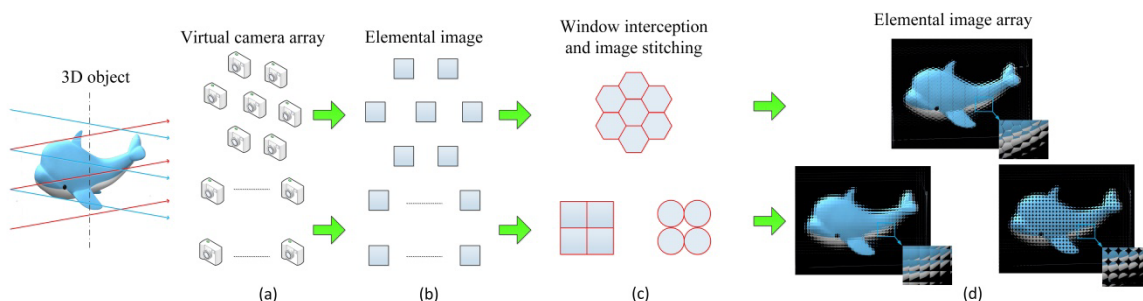 3D object
Virtual camera array
Elemental image
Window interception
and image stitching
Elemental image array
(a)
(b)
(c)
(d)